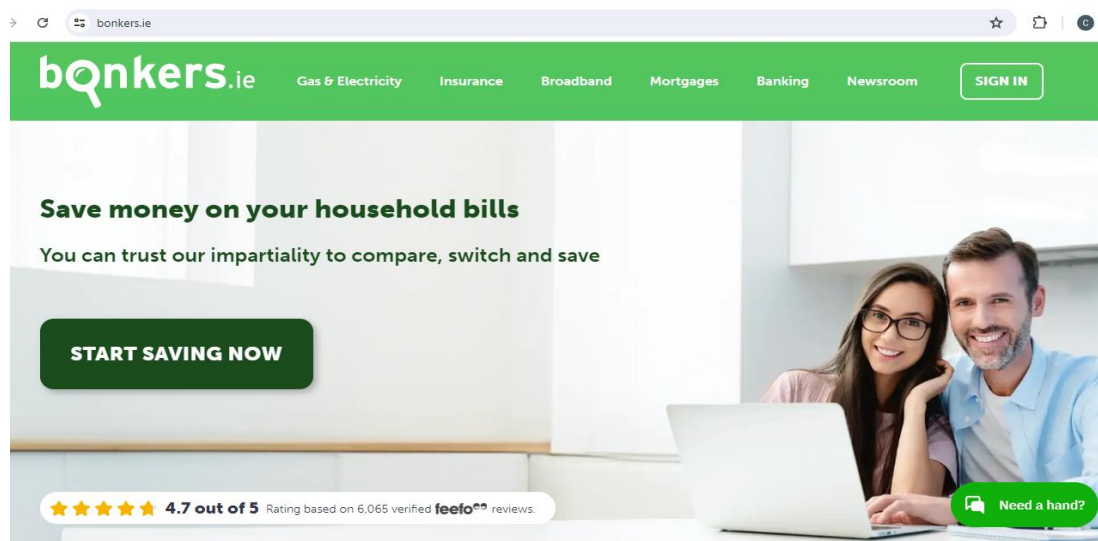 bonkers.ie
C
bonkers.ie
Gas & Electricity
Insurance
Broadband
Mortgages
Banking
Newsroom
SIGN IN
Save money on your household bills
You can trust our impartiality to compare, switch and save
START SAVING NOW
4.7 out of 5 Rating based on 6,065 verified feefo reviews.
Need a hand?